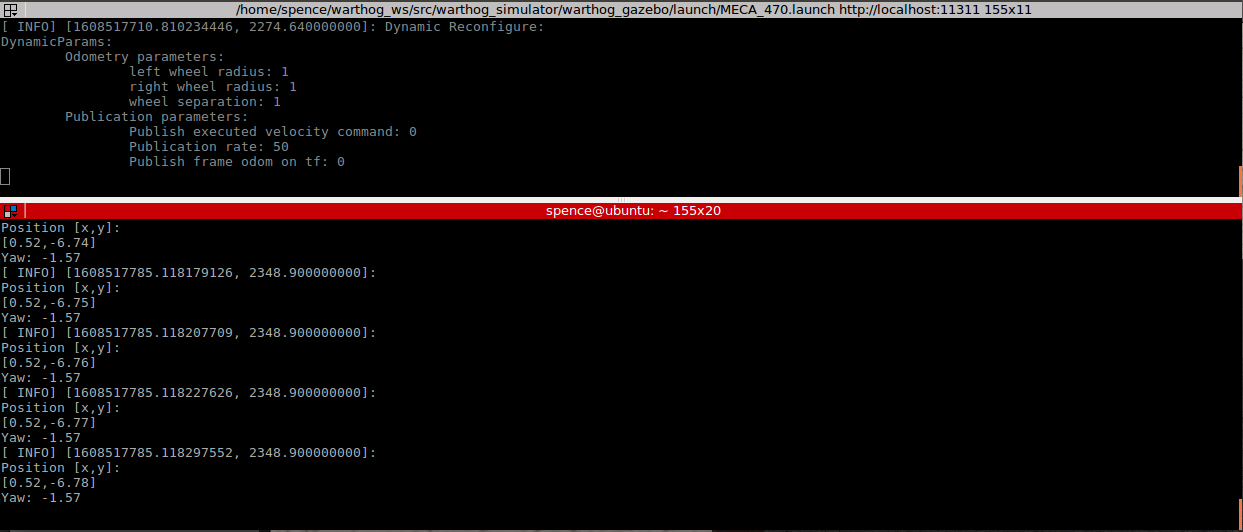 /home/spence/warthog_ws/src/warthog_simulator/warthog_gazebo/launch/MECA_470.launch http://localhost:11311 155x11
[ INFO] [1608517710.810234446, 2274.640000000]: Dynamic Reconfigure:
DynamicParams:
Odometry parameters:
left wheel radius: 1
right wheel radius: 1
wheel separation: 1
Publication parameters:
Publish executed velocity command: 0
Publication rate: 50
Publish frame odom on tf: 0
spence@ubuntu: ~ 155x20
Position [x,y]:
[0.52,-6.74]
Yaw: -1.57
[ INFO] [1608517785.118179126, 2348.900000000]:
Position [x,y]:
[0.52,-6.75]
Yaw: -1.57
[ INFO] [1608517785.118207709, 2348.900000000]:
Position [x,y]:
[0.52,-6.76]
Yaw: -1.57
[ INFO] [1608517785.118227626, 2348.900000000]:
Position [x,y]:
[0.52,-6.77]
Yaw: -1.57
[ INFO] [1608517785.118297552, 2348.900000000]:
Position [x,y]:
[0.52,-6.78]
Yaw: -1.57